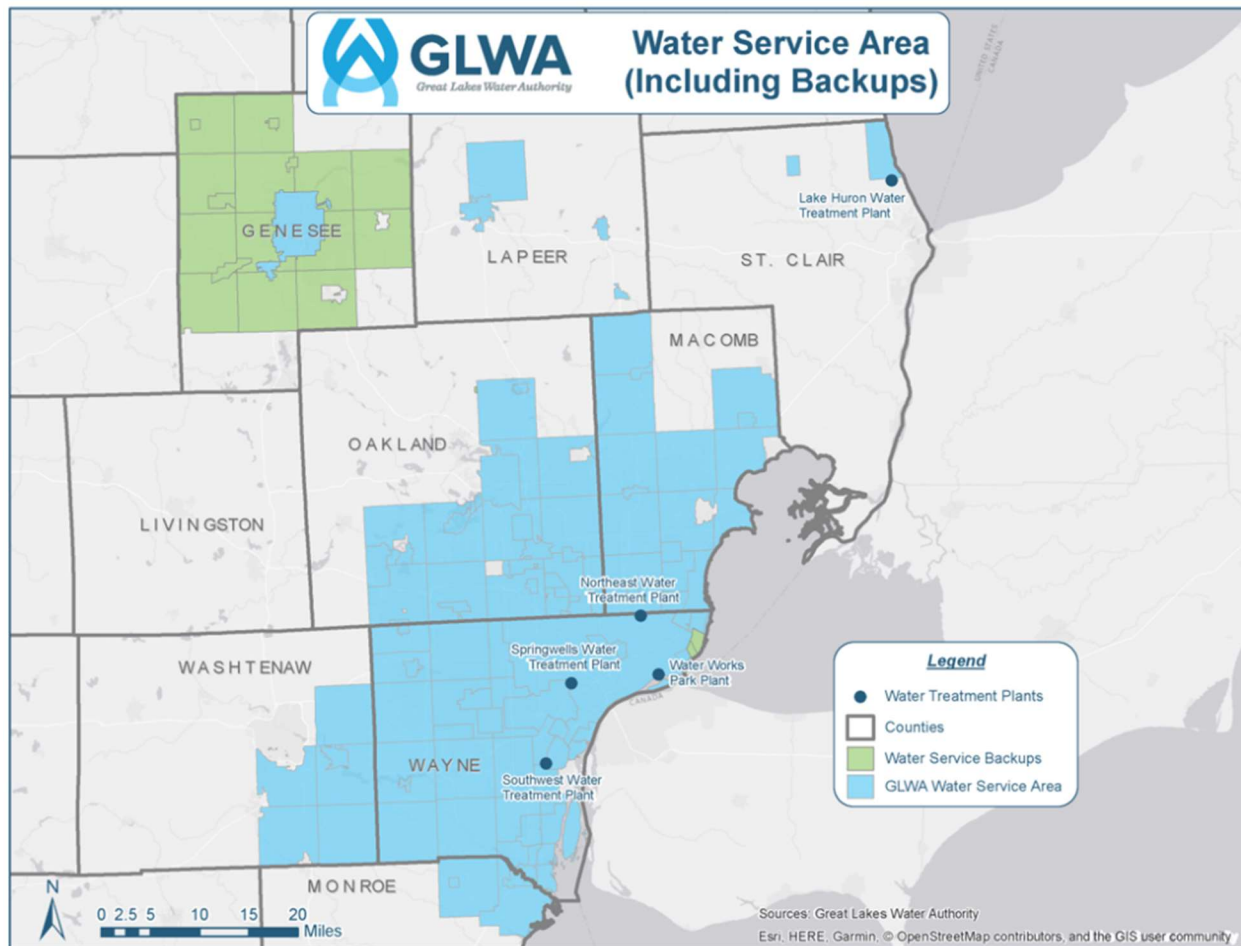 GLWA
Great Lakes Water Authority
Water Service Area
(Including Backups)
UNITED STATES
CANADA
Lake Huron Water
Treatment Plant
GENESEE
LAPEER
ST. CLAIR
MACOMB
OAKLAND
LIVINGSTON
Northeast Water
Treatment Plant
WASHTENAW
Springwells Water
Treatment Plant
Water Works
Park Plant
CANADA
WAYNE
Southwest Water
Treatment Plant
MONROE
Legend
Water Treatment Plants
Counties
Water Service Backups
GLWA Water Service Area
N
0 2.5 5 10 15 20
Miles
Sources: Great Lakes Water Authority
Esri, HERE, Garmin, © OpenStreetMap contributors, and the GIS user community